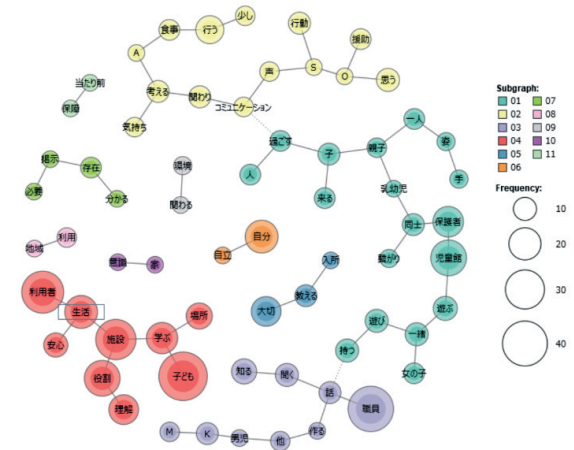 少し
行う
食事
行動
援助
A
声
S
O
思う
当たり前
保障
考える
関わり
コミュニケーション
気持ち
過ごす
人
子
来る
親子
一人
姿
手
乳幼児
同士
保護者
児童館
繋がり
遊ぶ
一緒
遊び
持つ
女の子
掲示
存在
必要
分かる
環境
関わる
利用
地域
意識
家
自分
自立
入所
教える
大切
利用者
生活
安心
施設
学ぶ
場所
役割
子ども
理解
知る
聞く
話
職員
作る
他
男児
K
M
Subgraph:
01 07
02 08
03 09
04 10
05 11
06
Frequency:
10
20
30
40